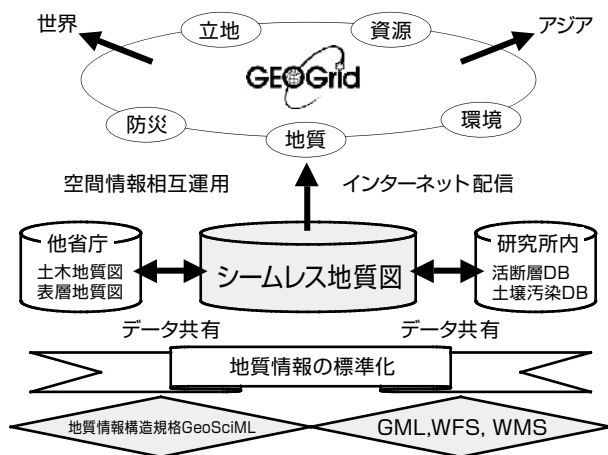 世界
立地
資源
アジア
GEOGrid
防災
地質
環境
空間情報相互運用
インターネット配信
他省庁
土木地質図
表層地質図
シームレス地質図
研究所内
活断層DB
土壌汚染DB
データ共有
データ共有
地質情報の標準化
地質情報構造規格GeoSciML
GML,WFS, WMS